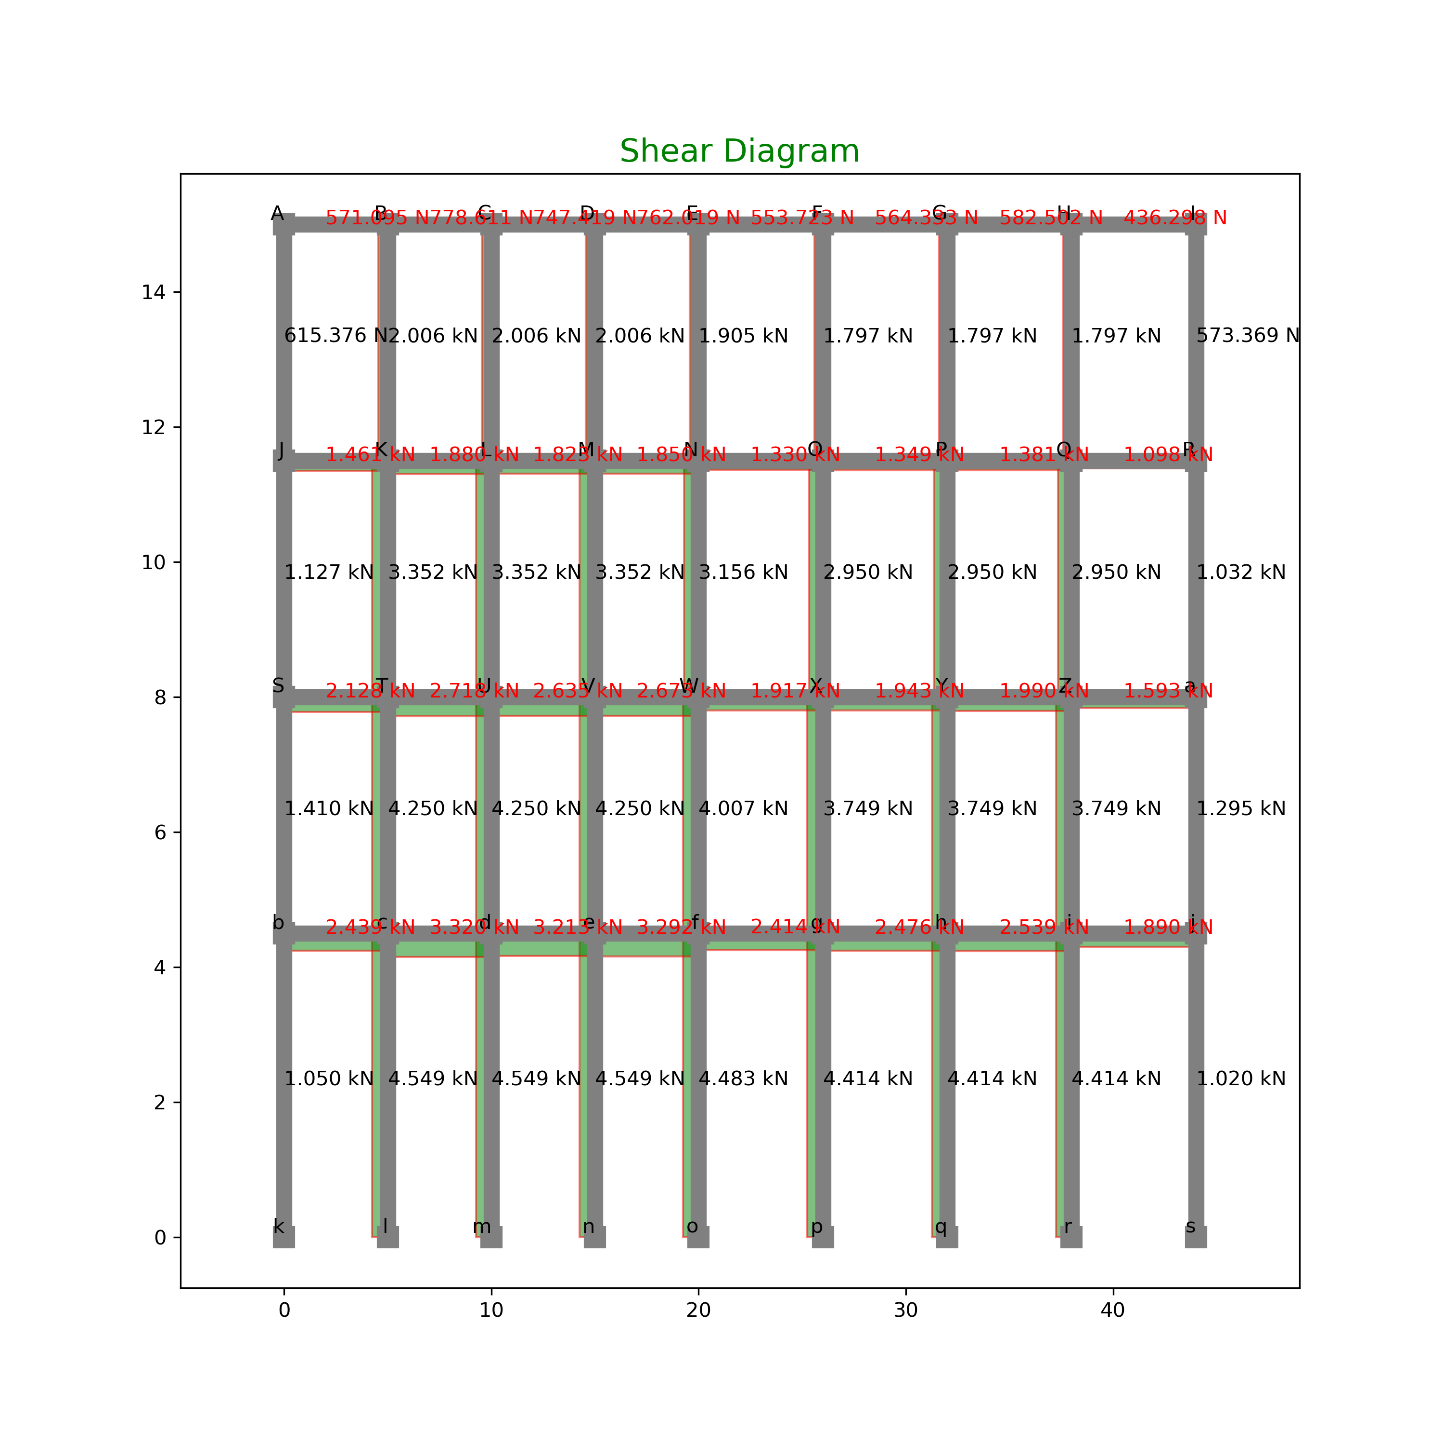 Shear Diagram
A B C D E F G H I
571.095 N 778.611 N 747.419 N 762.019 N 553.723 N 564.393 N 582.502 N 436.298 N
14
615.376 N 2.006 kN 2.006 kN 2.006 kN 1.905 kN 1.797 kN 1.797 kN 1.797 kN 573.369 N
12
J K L M N O P Q R
1.461 kN 1.880 kN 1.825 kN 1.850 kN 1.330 kN 1.349 kN 1.381 kN 1.098 kN
10
1.127 kN 3.352 kN 3.352 kN 3.352 kN 3.156 kN 2.950 kN 2.950 kN 2.950 kN 1.032 kN
S T U V W X Y Z a
8
2.128 kN 2.718 kN 2.635 kN 2.673 kN 1.917 kN 1.943 kN 1.990 kN 1.593 kN
1.410 kN 4.250 kN 4.250 kN 4.250 kN 4.007 kN 3.749 kN 3.749 kN 3.749 kN 1.295 kN
6
b c d e f g h i j
2.439 kN 3.320 kN 3.213 kN 3.292 kN 2.414 kN 2.476 kN 2.539 kN 1.890 kN
4
1.050 kN 4.549 kN 4.549 kN 4.549 kN 4.483 kN 4.414 kN 4.414 kN 4.414 kN 1.020 kN
2
k l m n o p q r s
0
0 10 20 30 40